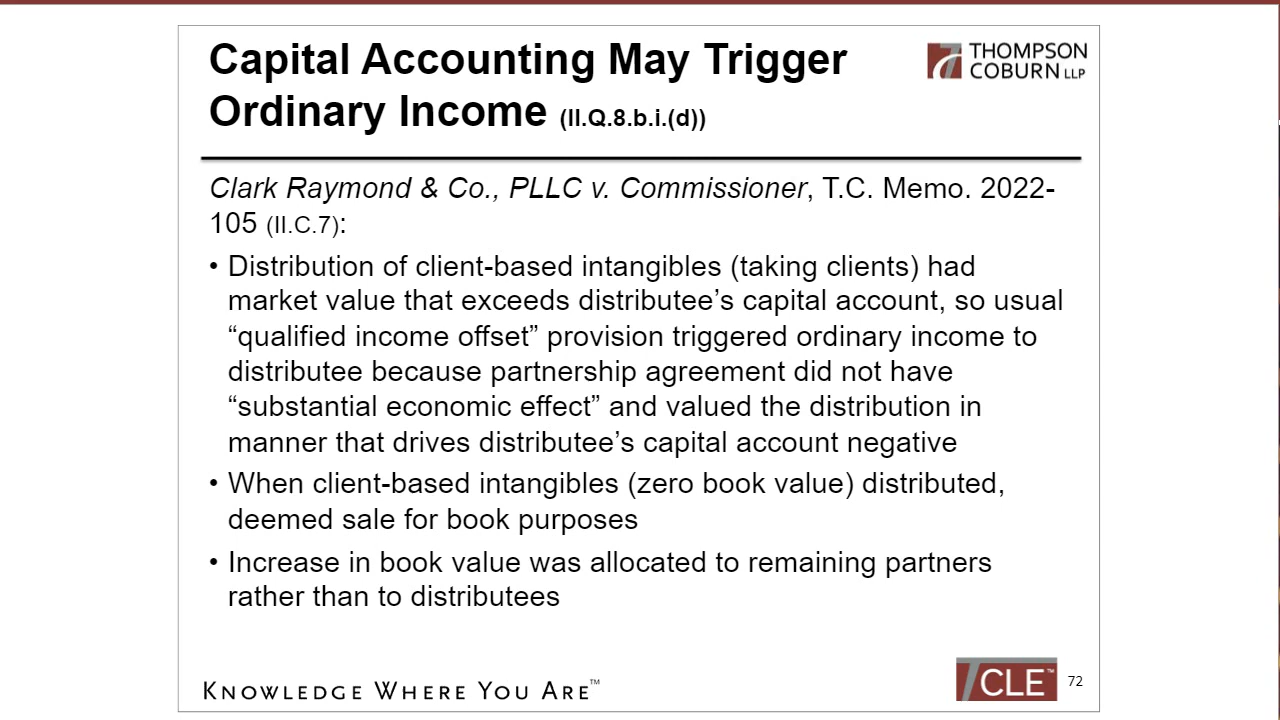 Capital Accounting May Trigger
Ordinary Income (II.Q.8.b.i.(d))
THOMPSON
COBURN LLP
Clark Raymond & Co., PLLC v. Commissioner, T.C. Memo. 2022-
105 (II.C.7):
• Distribution of client-based intangibles (taking clients) had
market value that exceeds distributee’s capital account, so usual
“qualified income offset” provision triggered ordinary income to
distributee because partnership agreement did not have
“substantial economic effect” and valued the distribution in
manner that drives distributee’s capital account negative
• When client-based intangibles (zero book value) distributed,
deemed sale for book purposes
• Increase in book value was allocated to remaining partners
rather than to distributees
KNOWLEDGE WHERE YOU ARE™
CLE™
72